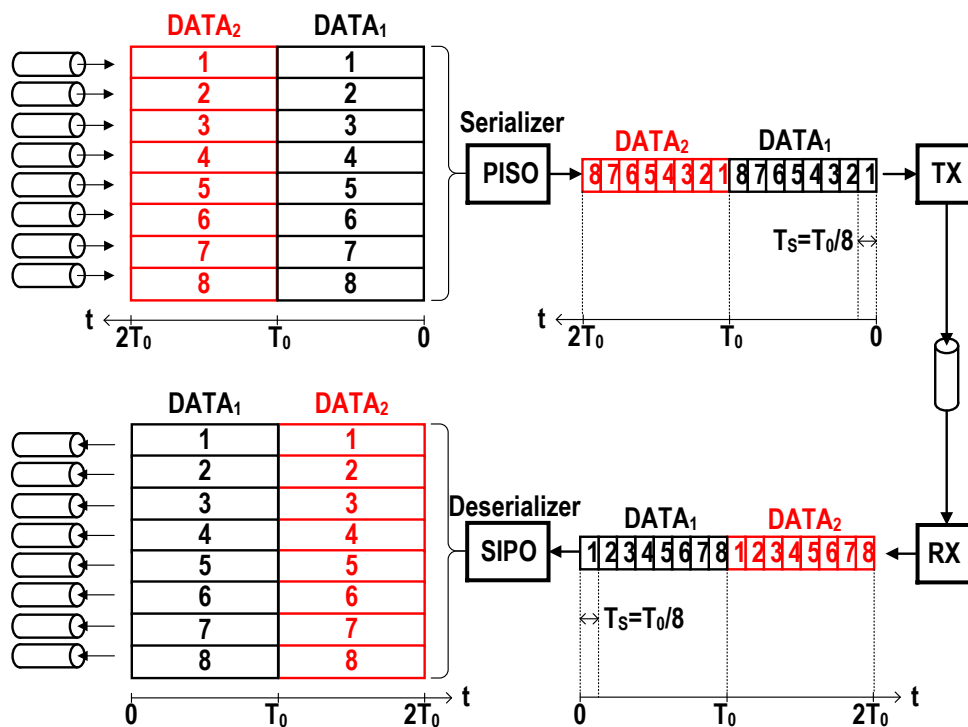 DATA₂ DATA₁
1 1
2 2
3 3
4 4
5 5
6 6
7 7
8 8
t 2T₀ T₀ 0
Serializer
PISO
DATA₂ DATA₁
8 7 6 5 4 3 2 1 8 7 6 5 4 3 2 1
Tₛ=T₀/8
t 2T₀ T₀ 0
TX
DATA₁ DATA₂
1 1
2 2
3 3
4 4
5 5
6 6
7 7
8 8
0 T₀ 2T₀ t
Deserializer
SIPO
DATA₁ DATA₂
1 2 3 4 5 6 7 8 1 2 3 4 5 6 7 8
Tₛ=T₀/8
0 T₀ 2T₀ t
RX